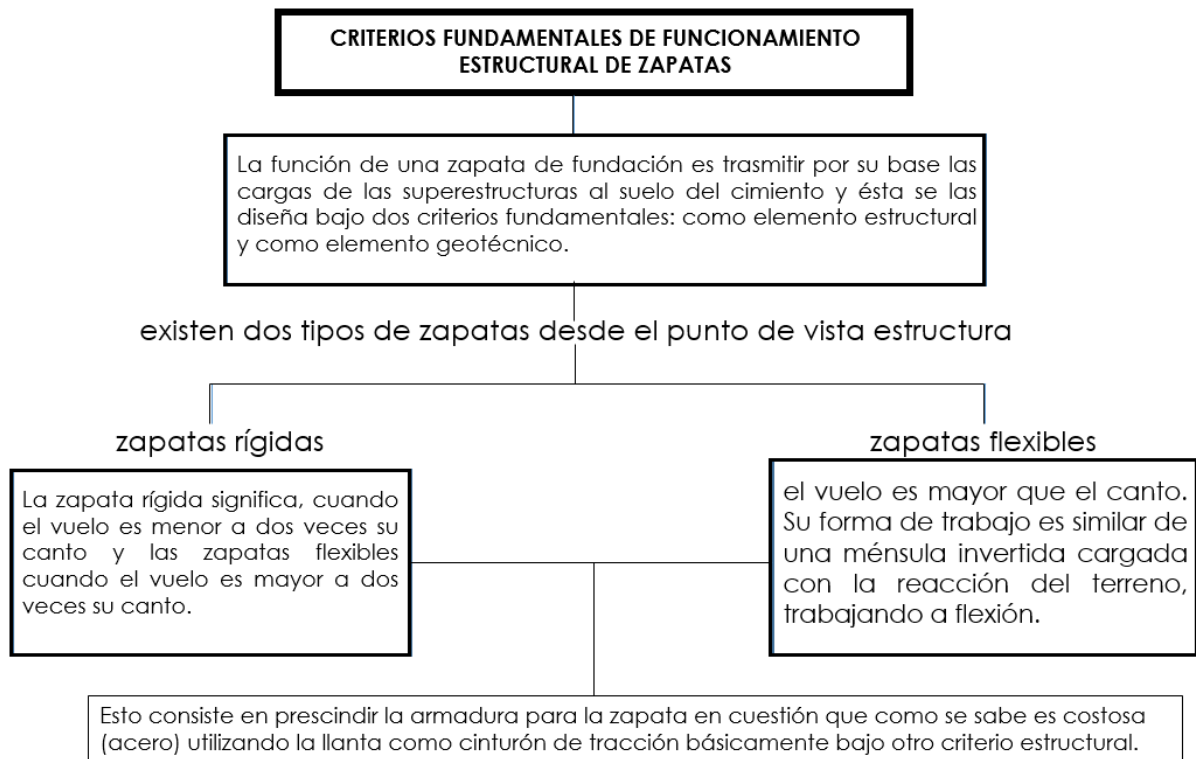 CRITERIOS FUNDAMENTALES DE FUNCIONAMIENTO
ESTRUCTURAL DE ZAPATAS
La función de una zapata de fundación es trasmitir por su base las
cargas de las superestructuras al suelo del cimiento y ésta se las
diseña bajo dos criterios fundamentales: como elemento estructural
y como elemento geotécnico.
existen dos tipos de zapatas desde el punto de vista estructura
zapatas rígidas
La zapata rígida significa, cuando
el vuelo es menor a dos veces su
canto y las zapatas flexibles
cuando el vuelo es mayor a dos
veces su canto.
zapatas flexibles
el vuelo es mayor que el canto.
Su forma de trabajo es similar de
una ménsula invertida cargada
con la reacción del terreno,
trabajando a flexión.
Esto consiste en prescindir la armadura para la zapata en cuestión que como se sabe es costosa
(acero) utilizando la llanta como cinturón de tracción básicamente bajo otro criterio estructural.